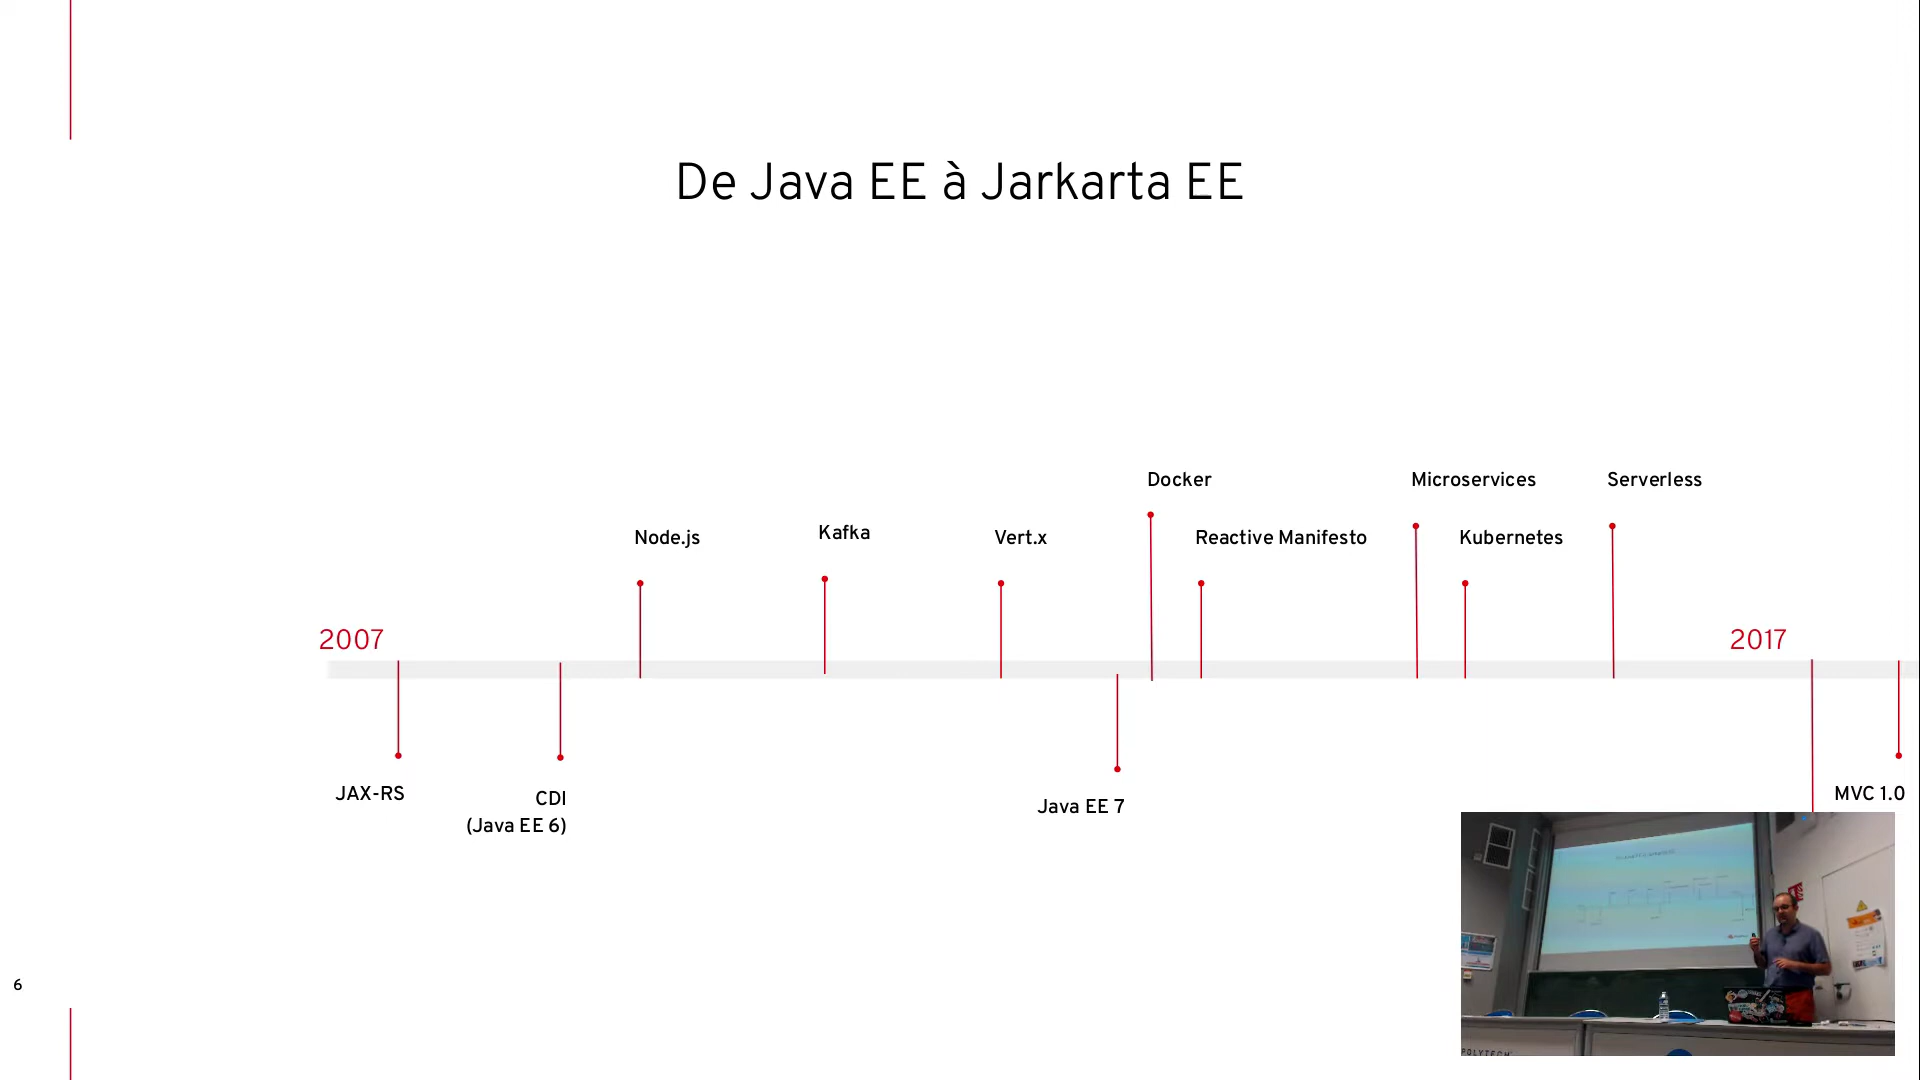 De Java EE à Jarkarta EE
Docker
Microservices
Serverless
Node.js
Kafka
Vert.x
Reactive Manifesto
Kubernetes
2007
2017
JAX-RS
CDI
(Java EE 6)
Java EE 7
MVC 1.0
6
POLYTECH